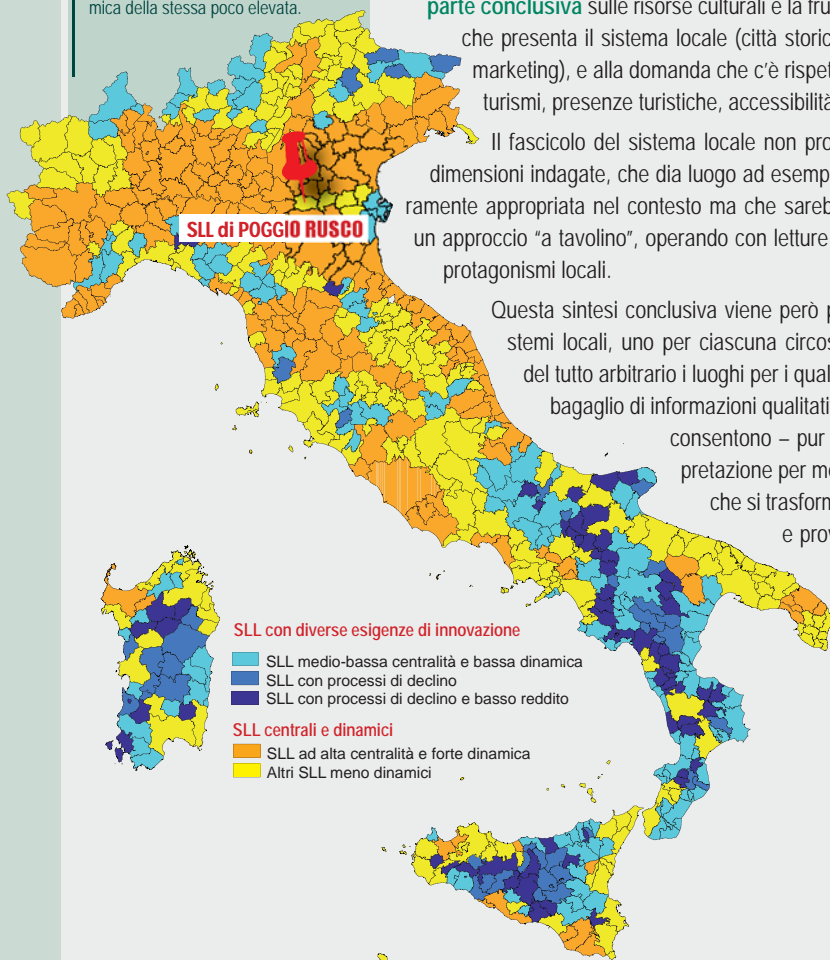 mica della stessa poco elevata.
parte conclusiva sulle risorse culturali e la fru
che presenta il sistema locale (città storic
marketing), e alla domanda che c'è rispet
turismi, presenze turistiche, accessibilità
Il fascicolo del sistema locale non pro
dimensioni indagate, che dia luogo ad esemp
ramente appropriata nel contesto ma che sareb
un approccio “a tavolino”, operando con letture
protagonismi locali.
Questa sintesi conclusiva viene però p
stemi locali, uno per ciascuna circos
del tutto arbitrario i luoghi per i qual
bagaglio di informazioni qualitati
consentono – pur
pretazione per me
che si trasform
e prov
SLL di POGGIO RUSCO
SLL con diverse esigenze di innovazione
SLL medio-bassa centralità e bassa dinamica
SLL con processi di declino
SLL con processi di declino e basso reddito
SLL centrali e dinamici
SLL ad alta centralità e forte dinamica
Altri SLL meno dinamici